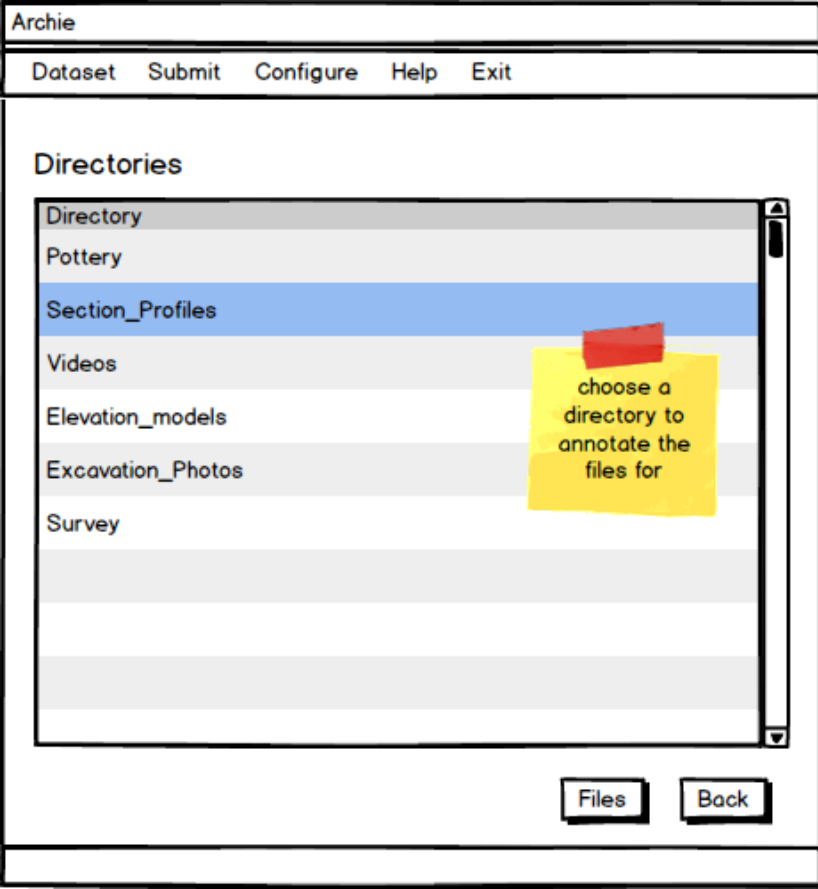 Archie
Dataset Submit Configure Help Exit
Directories
Directory
Pottery
Section_Profiles
Videos
Elevation_models
Excavation_Photos
Survey
choose a
directory to
annotate the
files for
Files Back